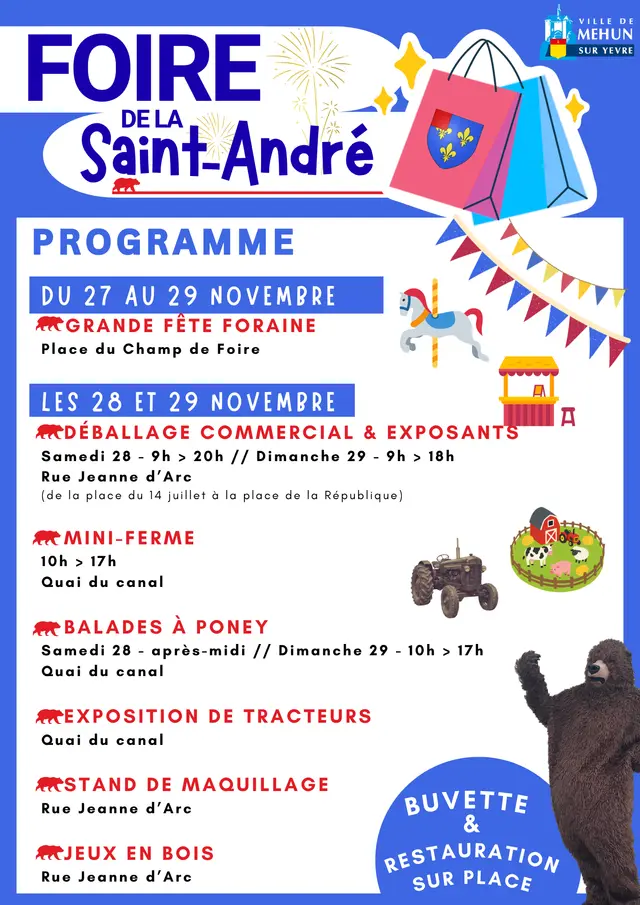 VILLE DE
MEHUN
SUR YEVRE
FOIRE
DE LA
Saint-André
PROGRAMME
DU 27 AU 29 NOVEMBRE
GRANDE FÊTE FORAINE
Place du Champ de Foire
LES 28 ET 29 NOVEMBRE
DÉBALLAGE COMMERCIAL & EXPOSANTS
Samedi 28 - 9h > 20h // Dimanche 29 - 9h > 18h
Rue Jeanne d'Arc
(de la place du 14 juillet à la place de la République)
MINI-FERME
10h > 17h
Quai du canal
BALADES À PONEY
Samedi 28 - après-midi // Dimanche 29 - 10h > 17h
Quai du canal
EXPOSITION DE TRACTEURS
Quai du canal
STAND DE MAQUILLAGE
Rue Jeanne d'Arc
JEUX EN BOIS
Rue Jeanne d'Arc
BUVETTE
&
RESTAURATION
SUR PLACE